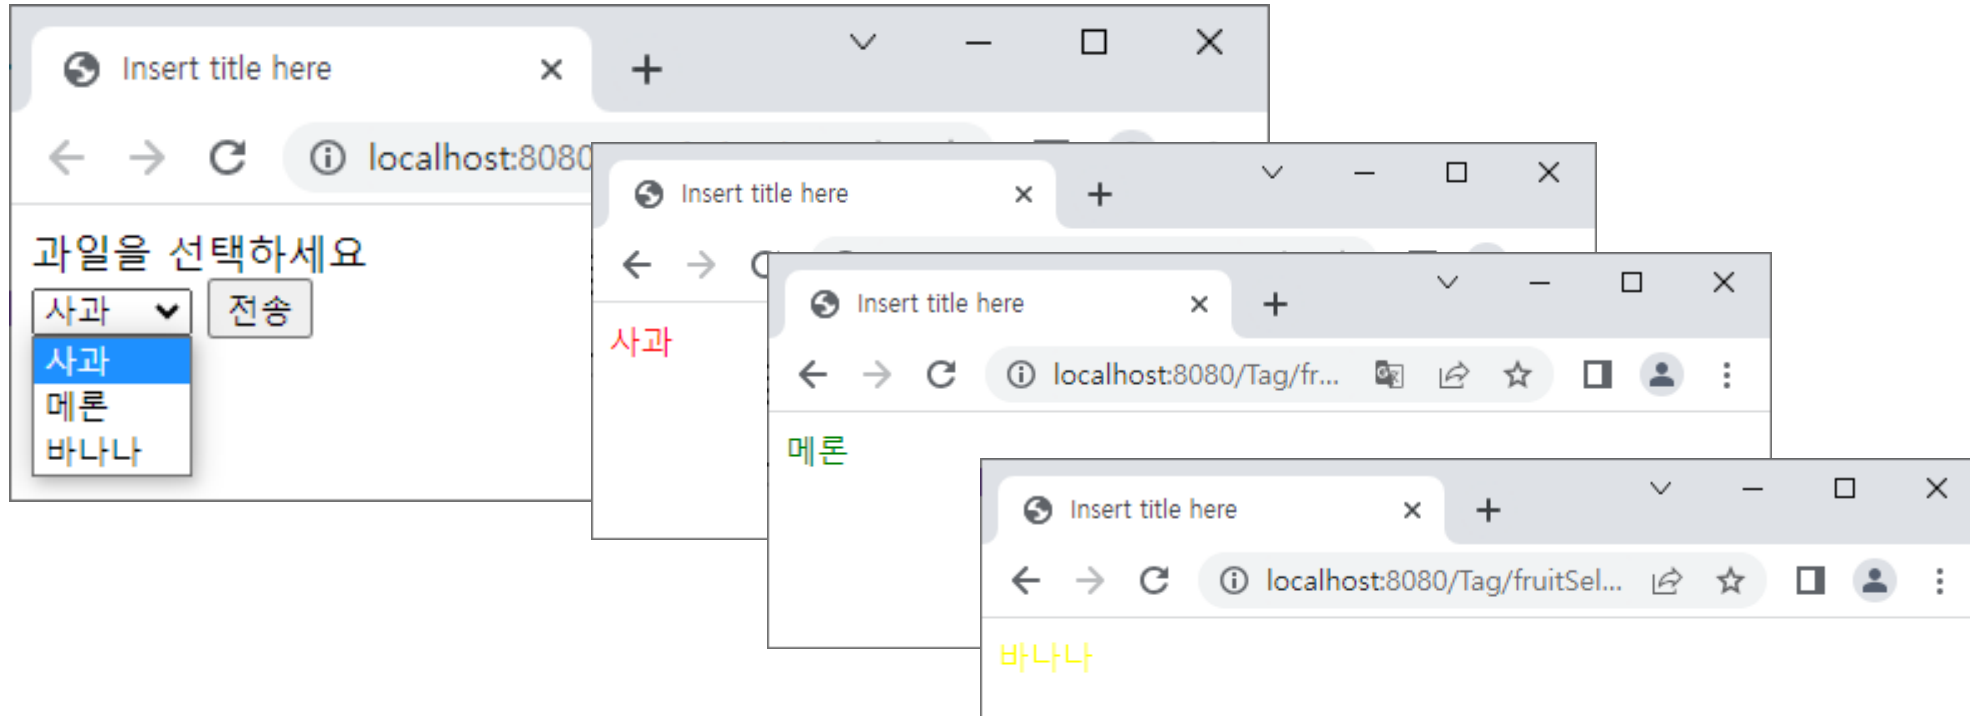 Insert title here
localhost:8080
과일을 선택하세요
사과
전송
사과
메론
바나나
Insert title here
사과
Insert title here
localhost:8080/Tag/fr...
메론
Insert title here
localhost:8080/Tag/fruitSel...
바나나